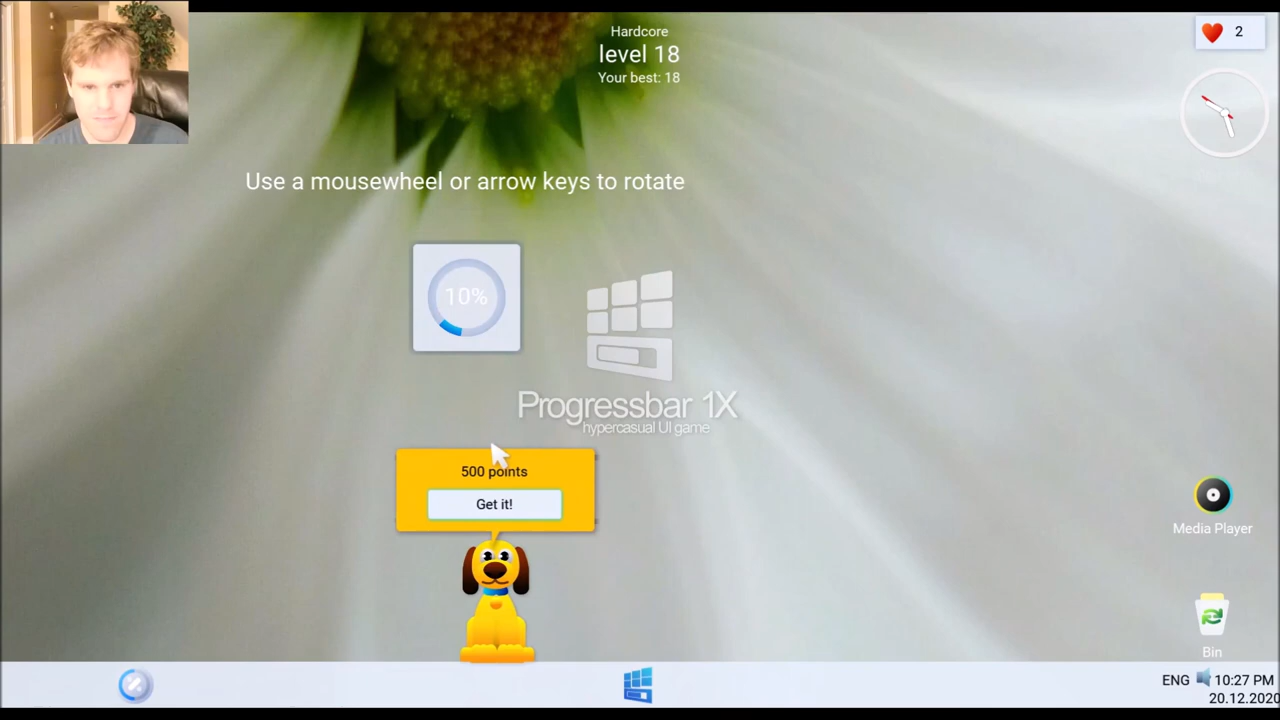 Hardcore
level 18
Your best: 18
2
Use a mousewheel or arrow keys to rotate
10%
Progressbar 1X
hypercasual UI game
500 points
Get it!
Media Player
Bin
ENG 10:27 PM
20.12.2020